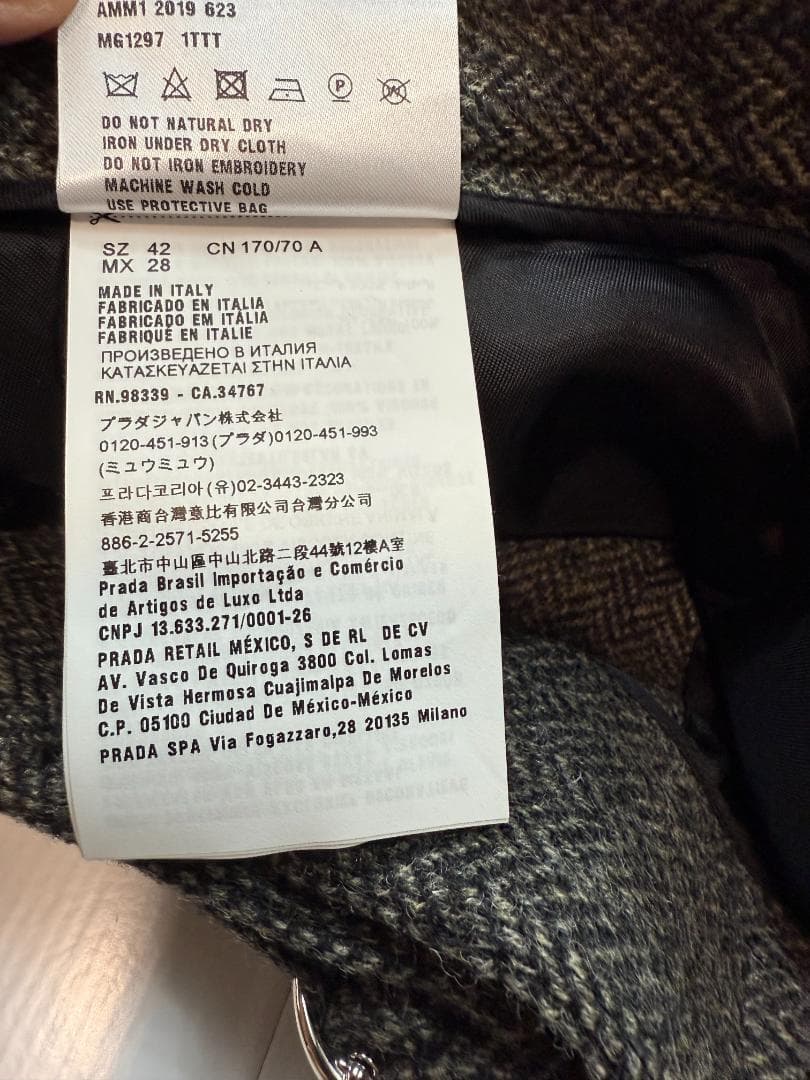 AMM1 2019 623
MG1297 1TTT
P
W
DO NOT NATURAL DRY
IRON UNDER DRY CLOTH
DO NOT IRON EMBROIDERY
MACHINE WASH COLD
USE PROTECTIVE BAG
SZ 42 CN 170/70 A
MX 28
MADE IN ITALY
FABRICADO EN ITALIA
FABRICADO EM ITÁLIA
FABRIQUÉ EN ITALIE
ПРОИЗВЕДЕНО В ИТАЛИЯ
ΚΑΤΑΣΚΕΥΑΖΕΤΑΙ ΣΤΗΝ ΙΤΑΛΙΑ
RN.98339 - CA.34767
プラダジャパン株式会社
0120-451-913(プラダ)0120-451-993
(ミュウミュウ)
프라다코리아(유)02-3443-2323
香港商台灣意比有限公司台灣分公司
886-2-2571-5255
臺北市中山區中山北路二段44號12樓A室
Prada Brasil Importação e Comércio
de Artigos de Luxo Ltda
CNPJ 13.633.271/0001-26
PRADA RETAIL MÉXICO, S DE RL DE CV
AV. Vasco De Quiroga 3800 Col. Lomas
De Vista Hermosa Cuajimalpa De Morelos
C.P. 05100 Ciudad De México-México
PRADA SPA Via Fogazzaro,28 20135 Milano